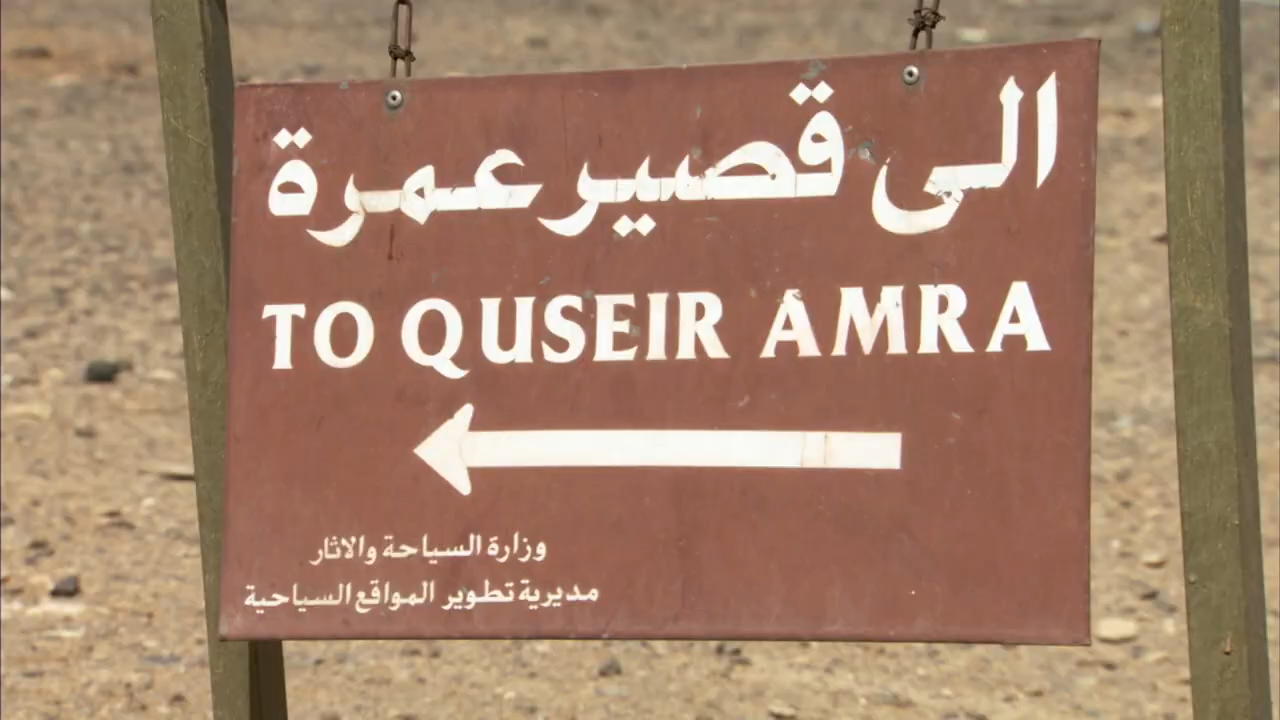 الى قصير عمرة
TO QUSEIR AMRA
وزارة السياحة والاثار
مديرية تطوير المواقع السياحية